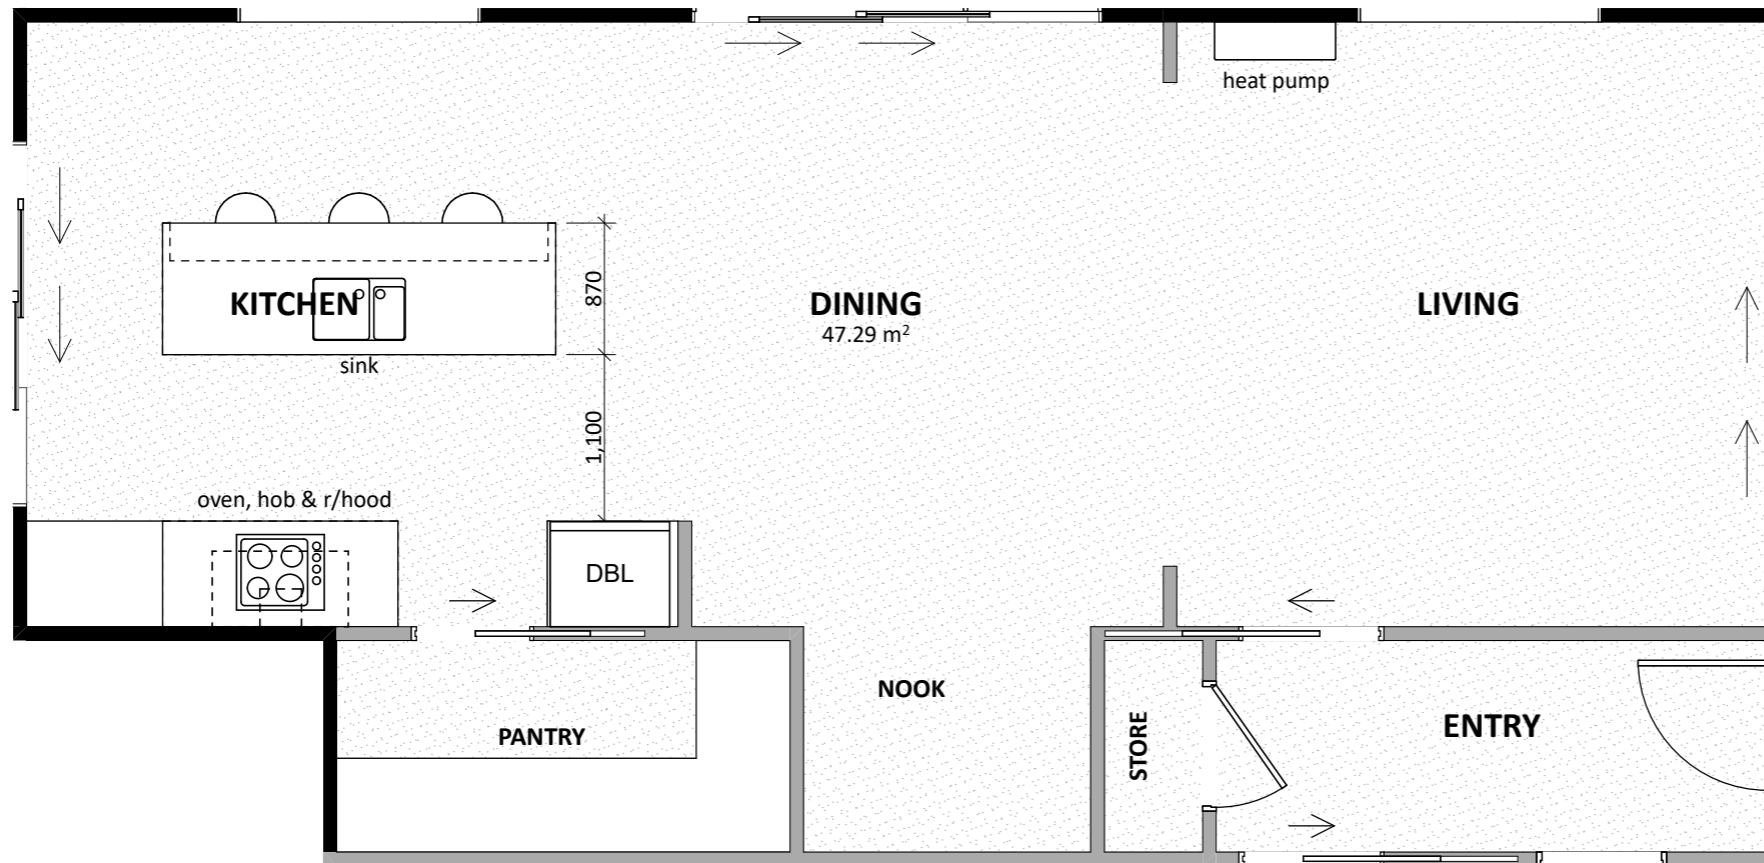 heat pump
KITCHEN
870
DINING
47.29 m²
LIVING
sink
1,100
oven, hob & r/hood
DBL
NOOK
PANTRY
STORE
ENTRY